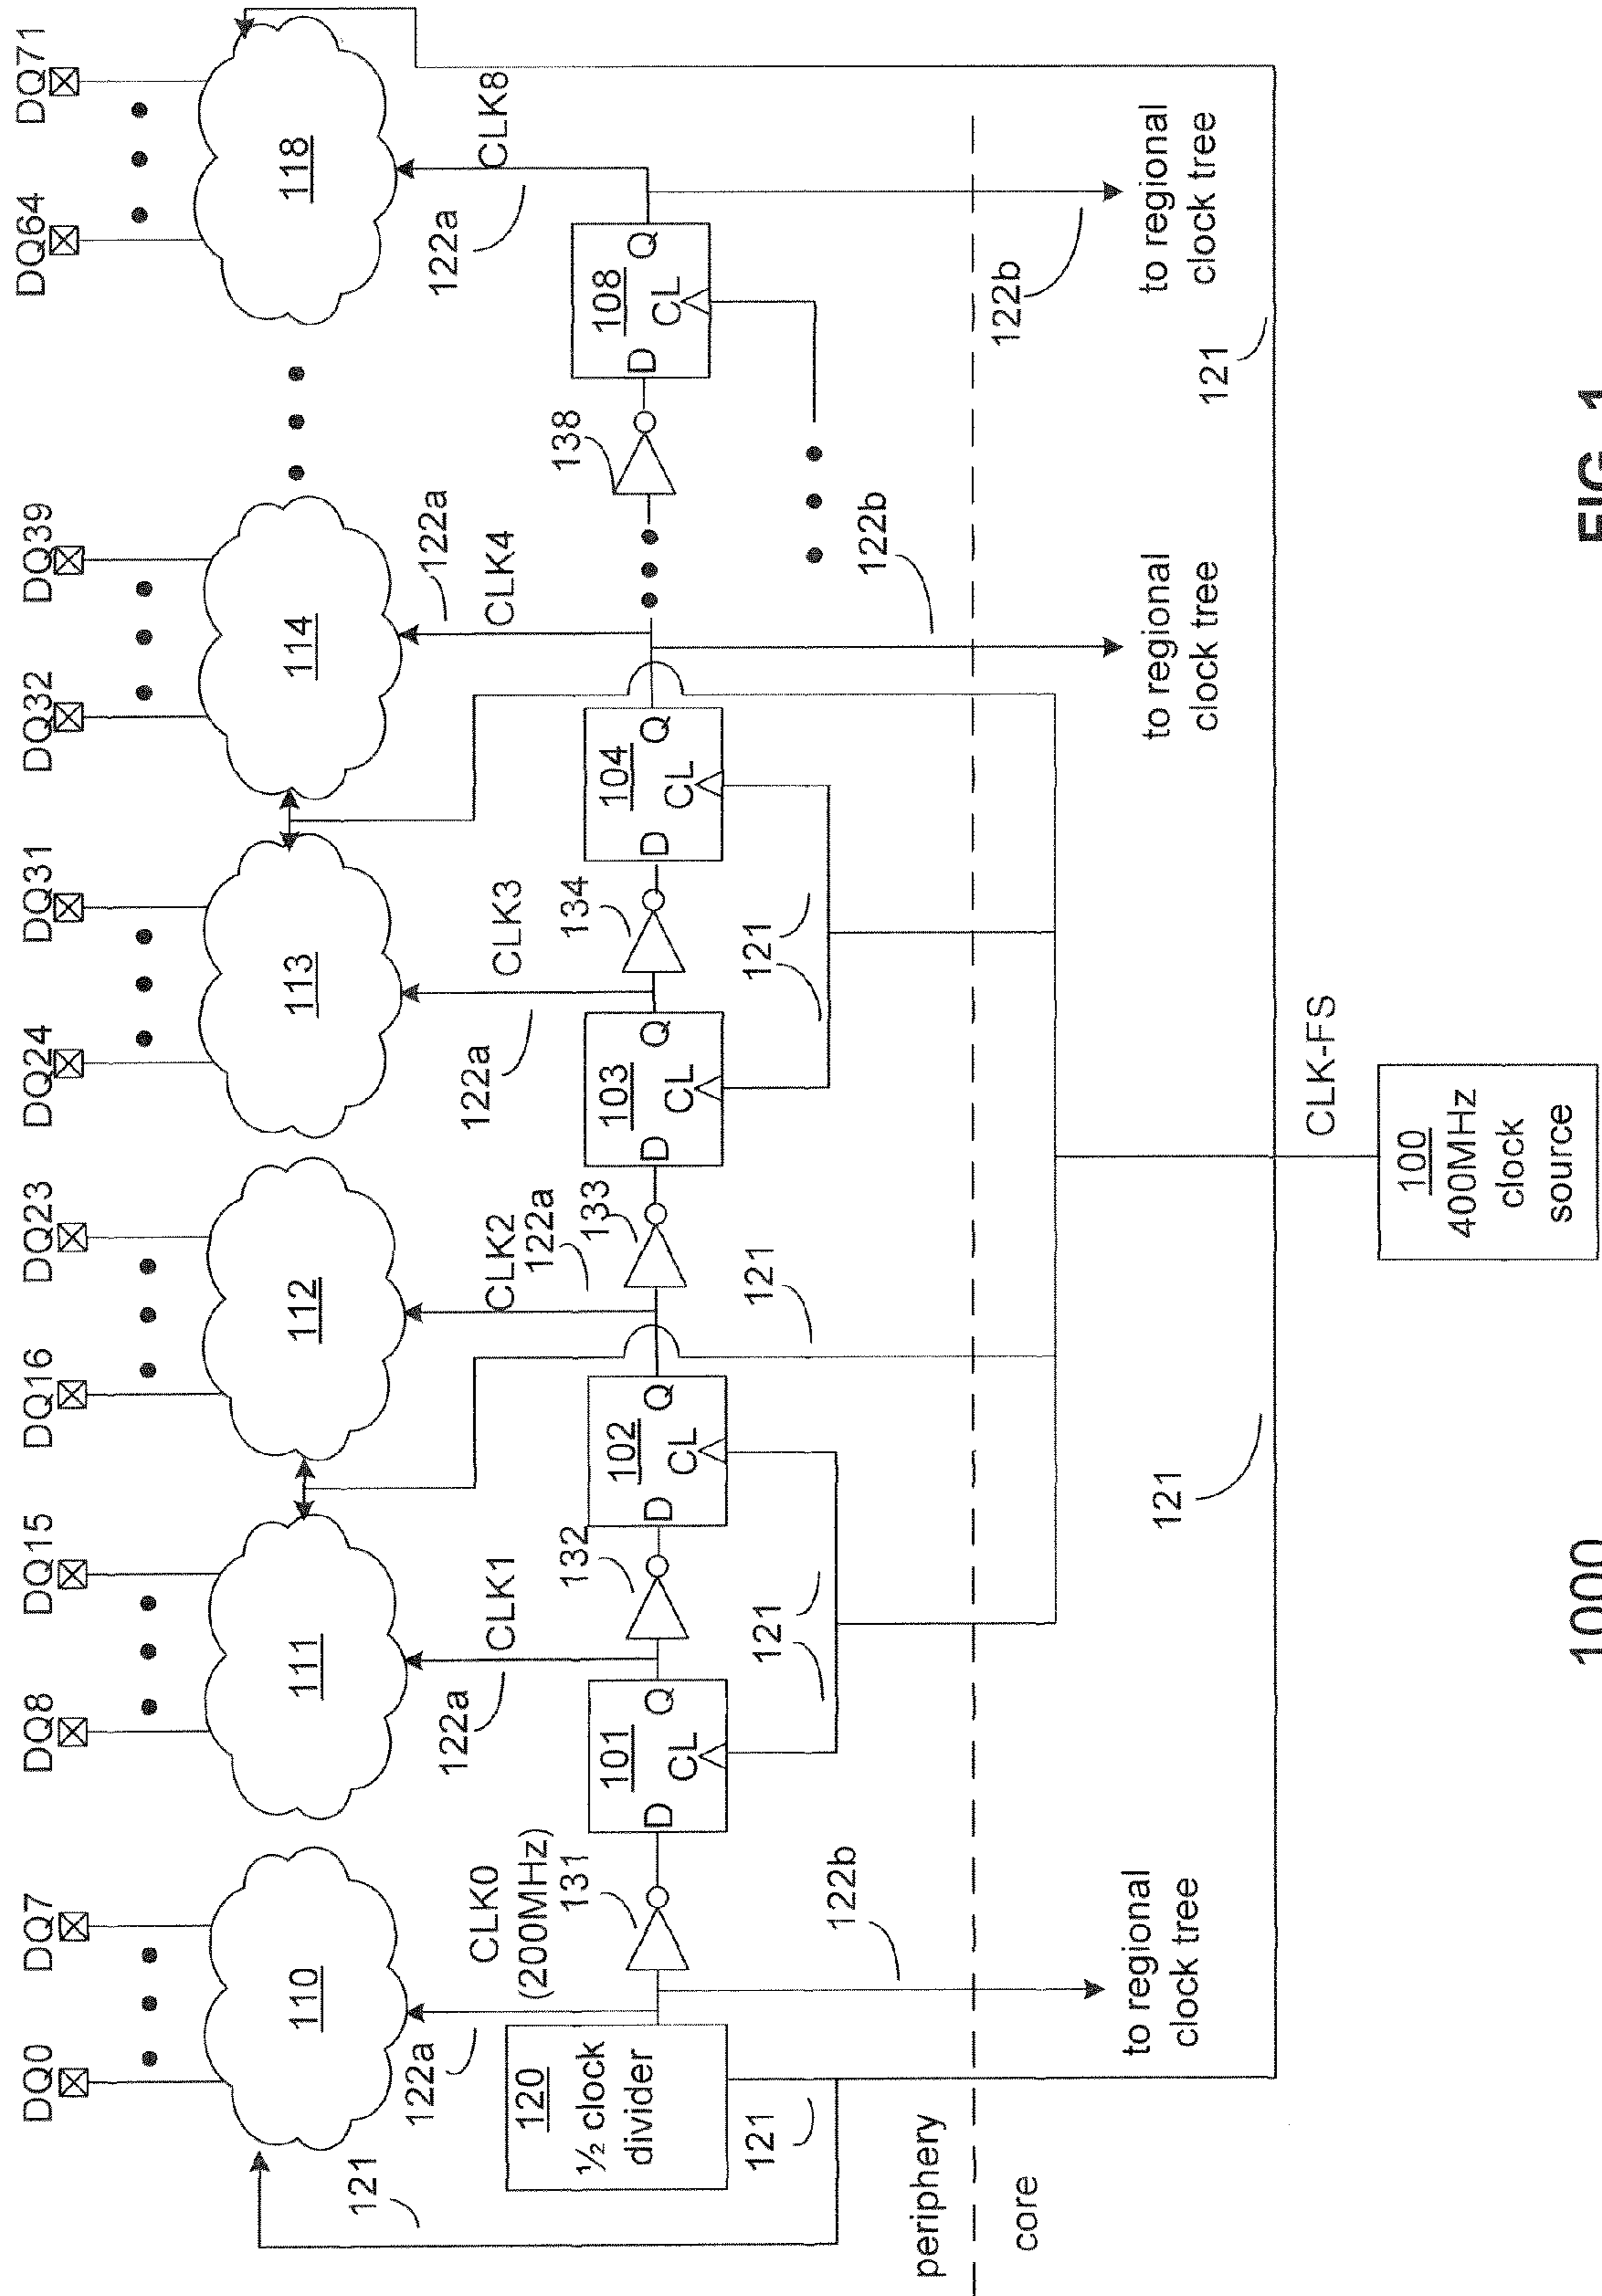 DQ0
DQ7
DQ8
DQ15
DQ16
DQ23
DQ24
DQ31
DQ32
DQ39
DQ64
DQ71
110
111
112
113
114
118
121
122a
CLK0
(200MHz)
122a
CLK1
CLK2
122a
122a
CLK3
122a
CLK4
122a
CLK8
120
½ clock
divider
131
D
101
CL
Q
132
D
102
CL
Q
133
D
103
CL
Q
134
D
104
CL
Q
138
D
108
CL
Q
121
122b
121
121
121
122b
122b
periphery
core
to regional
clock tree
to regional
clock tree
to regional
clock tree
121
121
CLK-FS
100
400MHz
clock
source
1000
FIG. 1